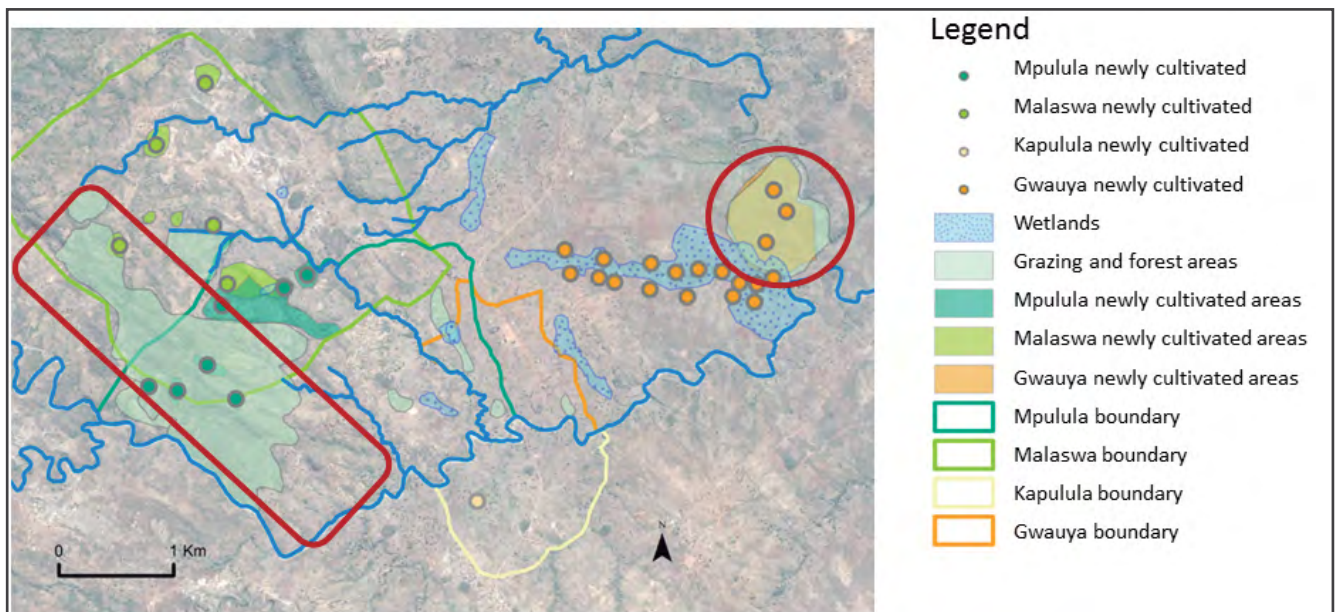 Legend
Mpulula newly cultivated
Malaswa newly cultivated
Kapulula newly cultivated
Gwauya newly cultivated
Wetlands
Grazing and forest areas
Mpulula newly cultivated areas
Malaswa newly cultivated areas
Gwauya newly cultivated areas
Mpulula boundary
Malaswa boundary
Kapulula boundary
Gwauya boundary
N
0 1 Km